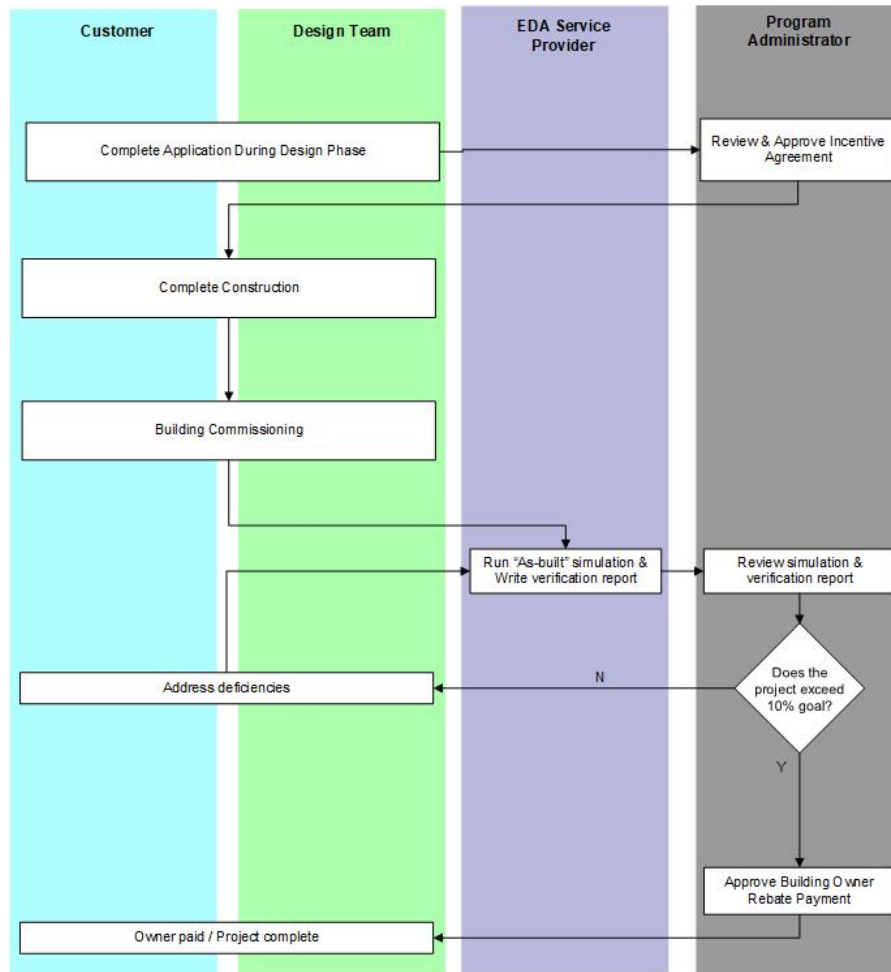 Customer
Design Team
EDA Service
Provider
Program
Administrator
Complete Application During Design Phase
Review & Approve Incentive
Agreement
Complete Construction
Building Commissioning
Run “As-built” simulation &
Write verification report
Review simulation &
verification report
Does the
project exceed
10% goal?
N
Address deficiencies
Y
Approve Building Owner
Rebate Payment
Owner paid / Project complete